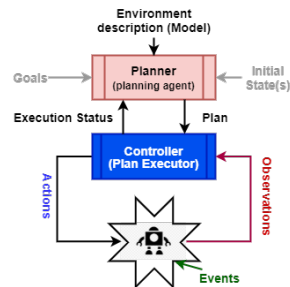 Environment
description (Model)
Goals
Planner
(planning agent)
Initial
State(s)
Execution Status
Plan
Controller
(Plan Executor)
Actions
Observations
Events